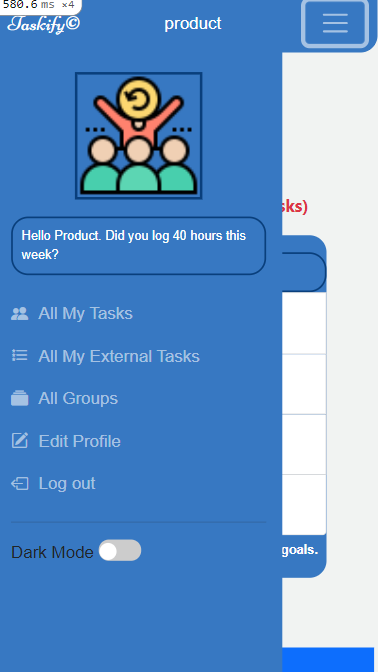 580.6 ms ×4
Taskify©
product
sks)
Hello Product. Did you log 40 hours this
week?
All My Tasks
All My External Tasks
All Groups
Edit Profile
Log out
Dark Mode
goals.